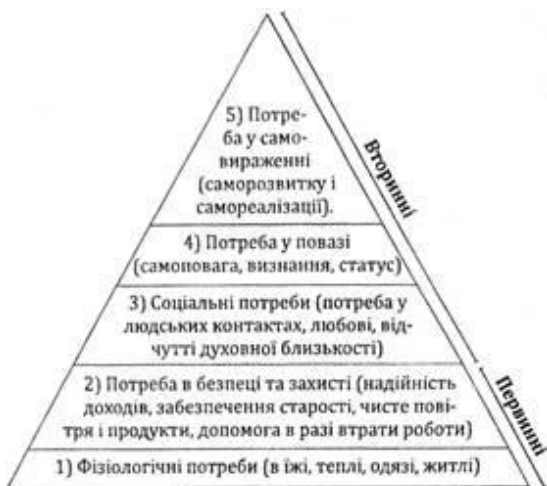 5) Потре-
ба у само-
вираженні
(саморозвитку і
самореалізації).
4) Потреба у повазі
(самоповага, визнання, статус)
3) Соціальні потреби (потреба у
людських контактах, любові, від-
чутті духовної близькості)
2) Потреба в безпеці та захисті (надійність
доходів, забезпечення старості, чисте пові-
тря і продукти, допомога в разі втрати роботи)
1) Фізіологічні потреби (в їжі, теплі, одязі, житлі)
Вторинні
Первинні